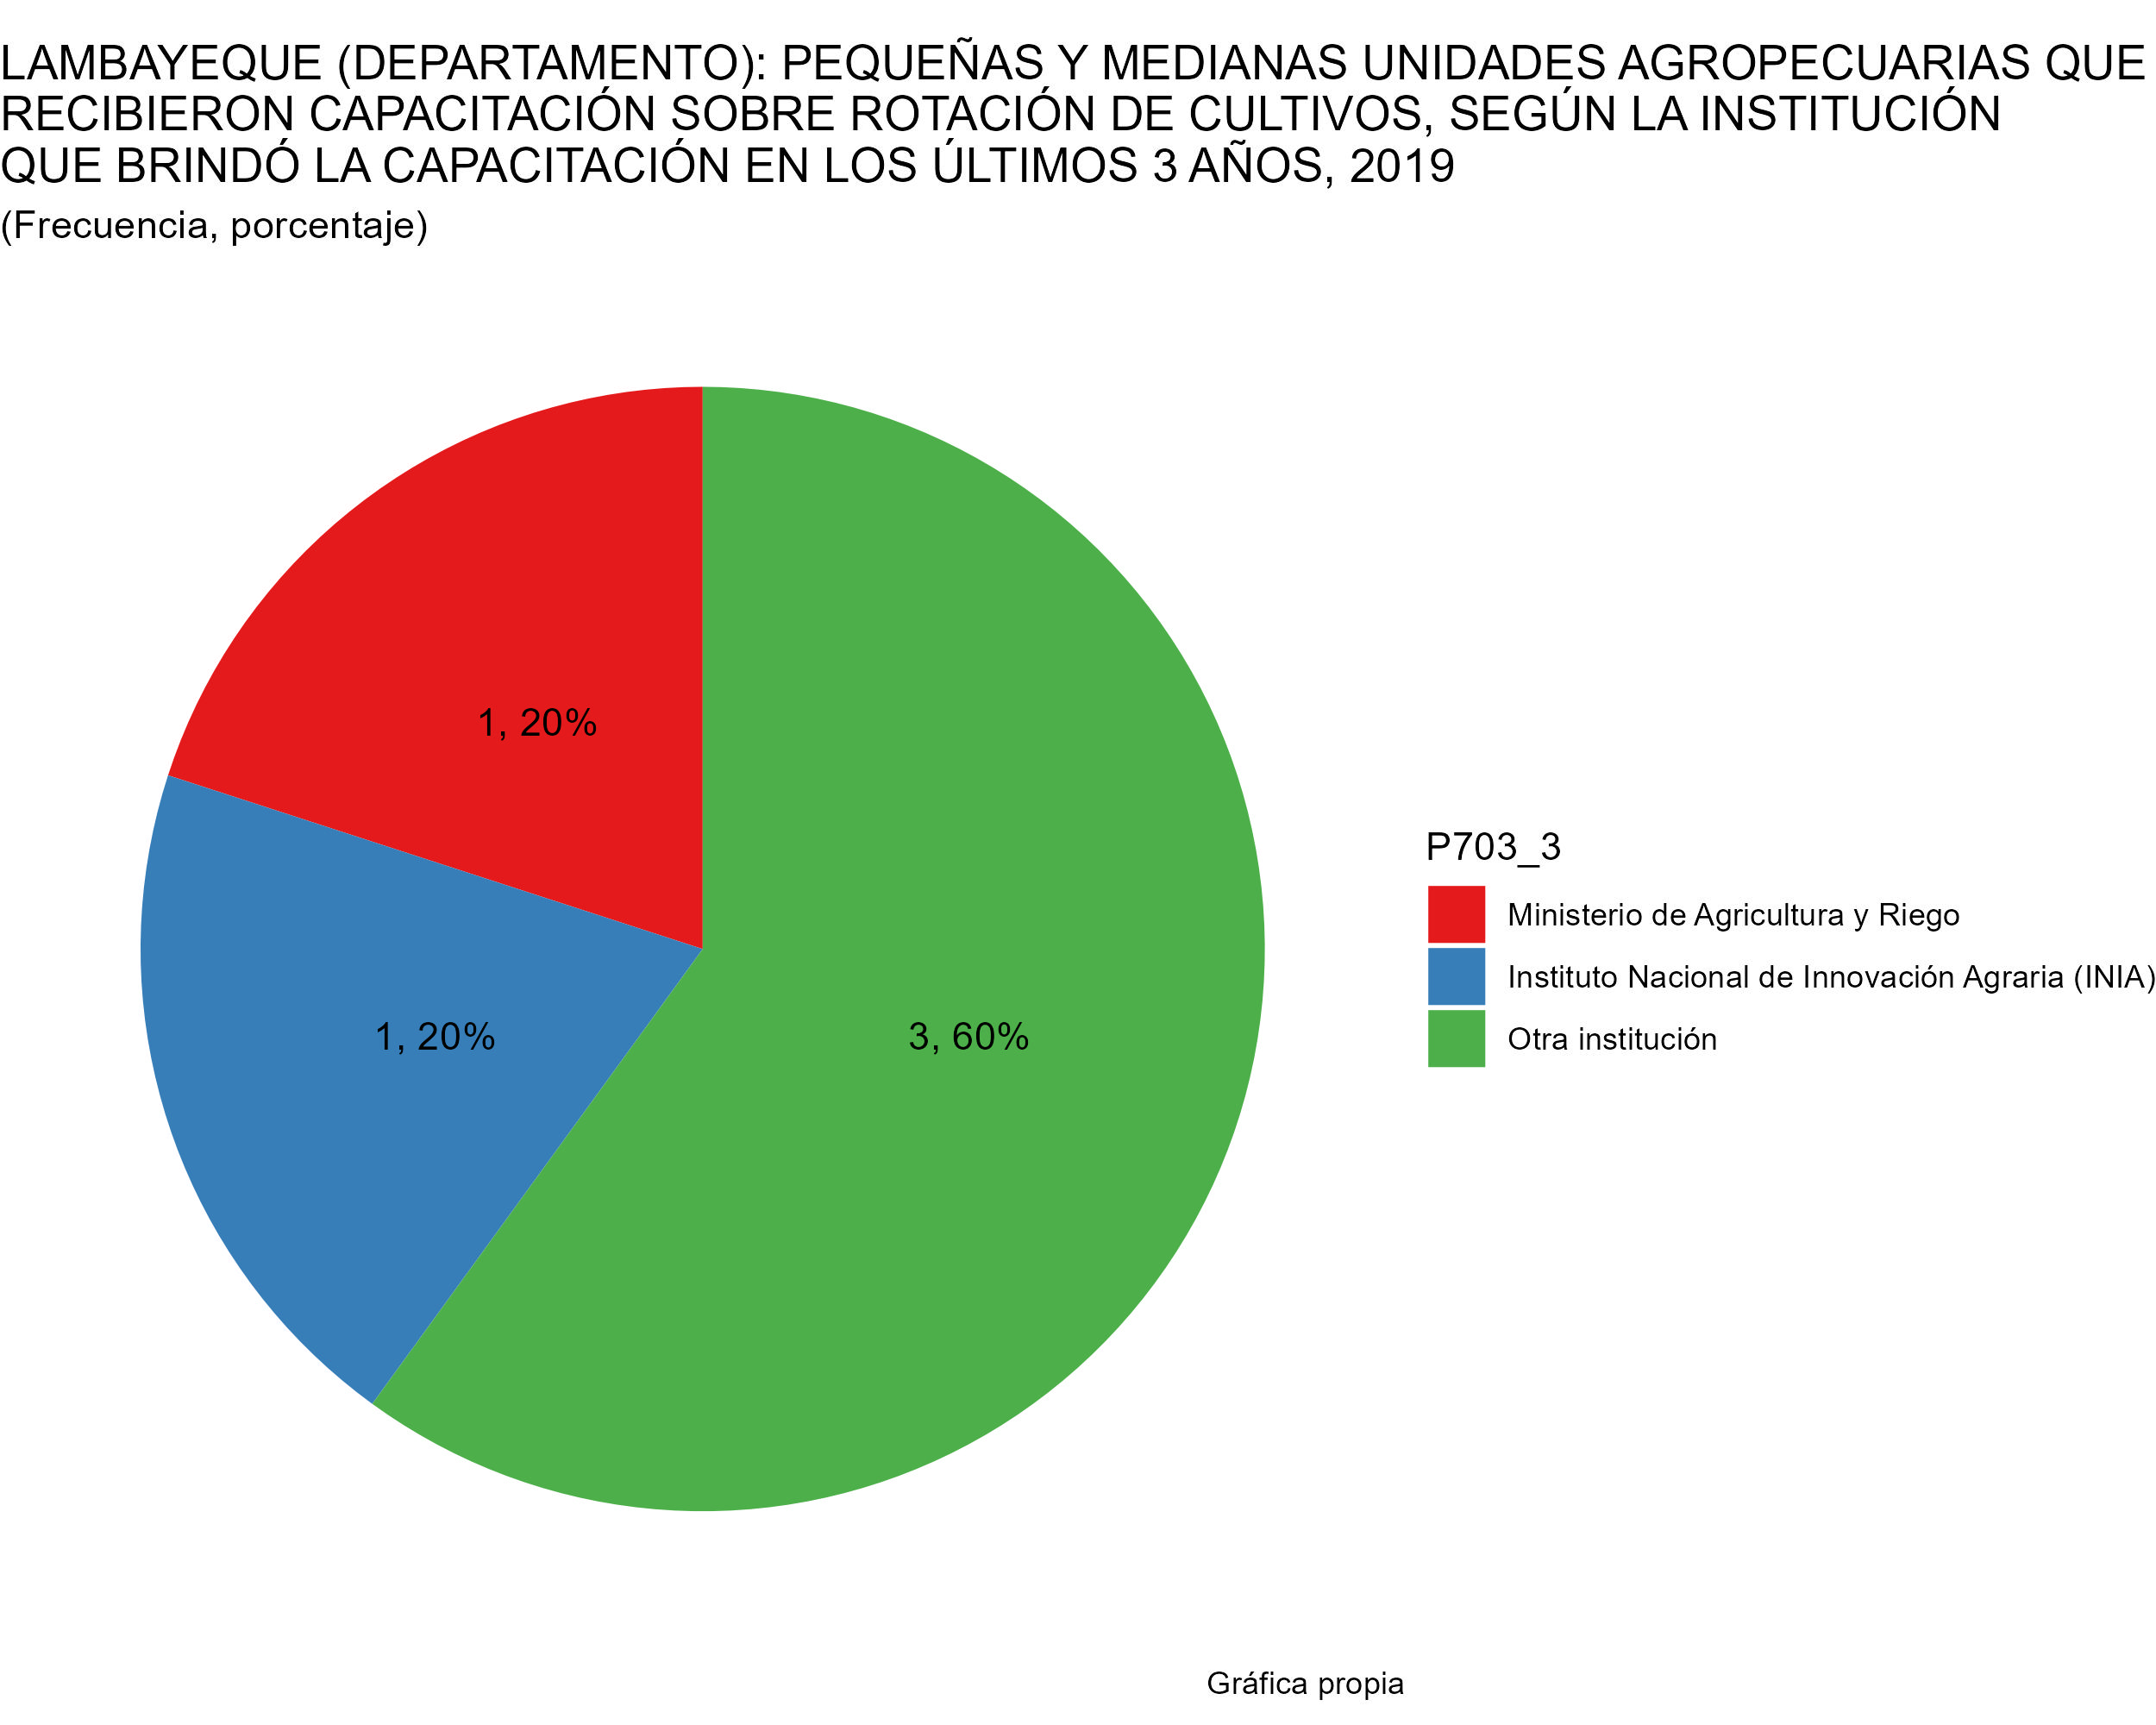 LAMBAYEQUE (DEPARTAMENTO): PEQUEÑAS Y MEDIANAS UNIDADES AGROPECUARIAS QUE
RECIBIERON CAPACITACIÓN SOBRE ROTACIÓN DE CULTIVOS, SEGÚN LA INSTITUCIÓN
QUE BRINDÓ LA CAPACITACIÓN EN LOS ÚLTIMOS 3 AÑOS, 2019
(Frecuencia, porcentaje)
1, 20%
1, 20%
3, 60%
P703_3
Ministerio de Agricultura y Riego
Instituto Nacional de Innovación Agraria (INIA)
Otra institución
Gráfica propia